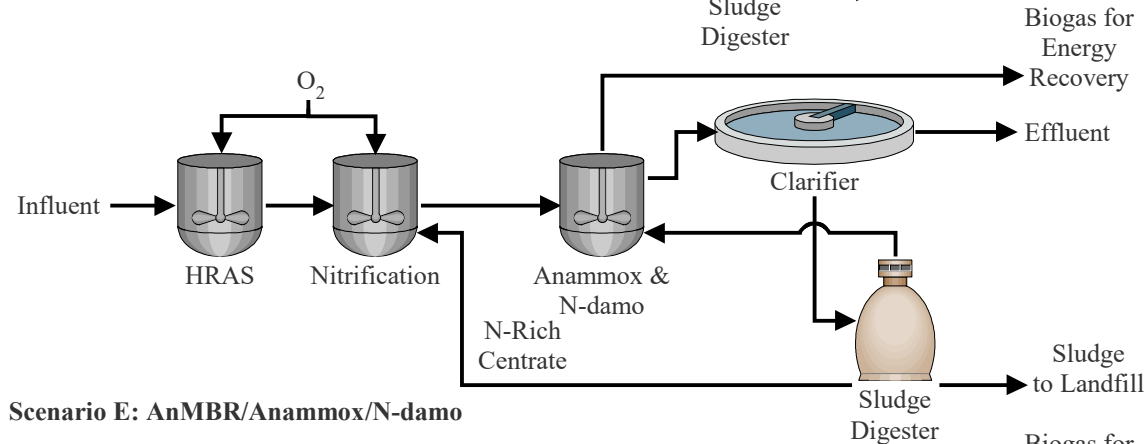 Sludge
Digester
Biogas for
Energy
Recovery
O2
Effluent
Clarifier
Influent
HRAS
Nitrification
Anammox &
N-damo
N-Rich
Centrate
Sludge
to Landfill
Scenario E: AnMBR/Anammox/N-damo
Sludge
Digester
Biogas for